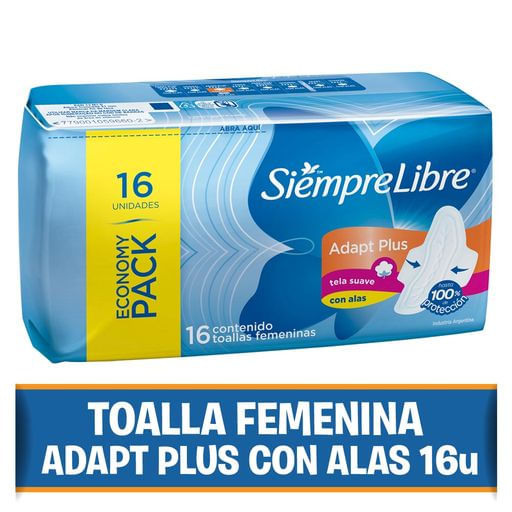 ABRA AQUÍ
16
UNIDADES
ECONOMY
PACK
SiempreLibre
Adapt Plus
tela suave
con alas
hasta
100%
de
protección
16 contenido
toallas femeninas
Industria Argentina
TOALLA FEMENINA
ADAPT PLUS CON ALAS 16u